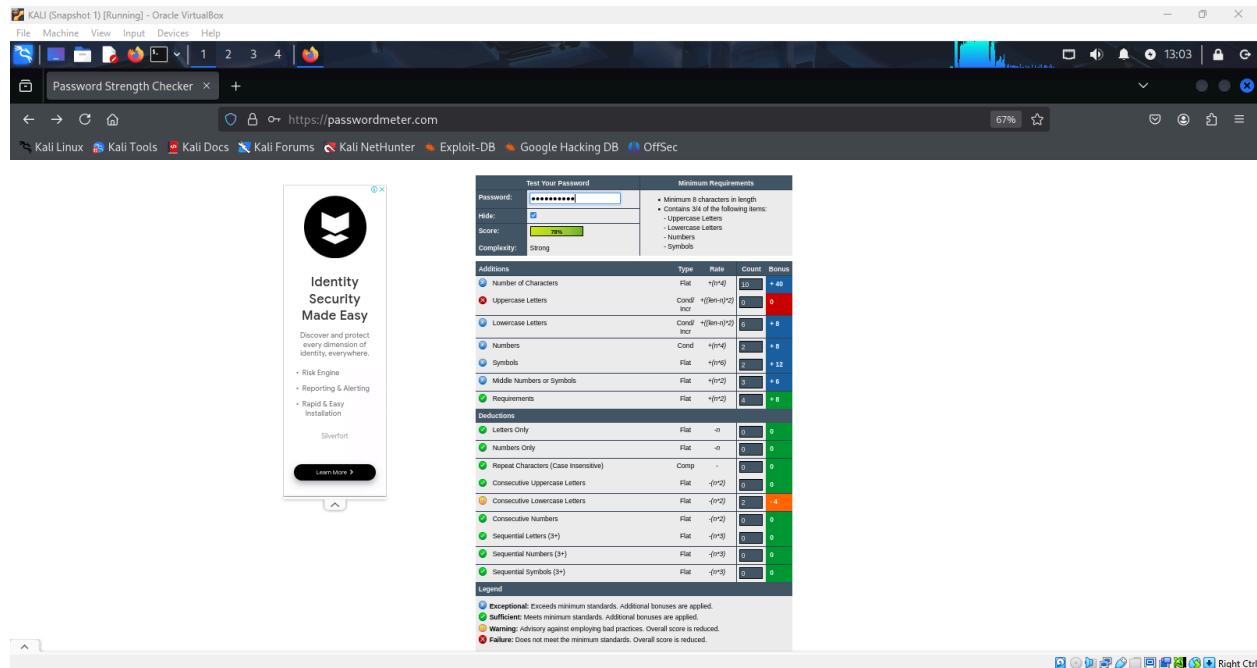 KALI (Snapshot 1) [Running] - Oracle VirtualBox
File Machine View Input Devices Help
1 2 3 4
13:03
Password Strength Checker
https://passwordmeter.com
67%
Kali Linux Kali Tools Kali Docs Kali Forums Kali NetHunter Exploit-DB Google Hacking DB OffSec
Identity
Security
Made Easy
Discover and protect
every dimension of
identity, everywhere.
• Risk Engine
• Reporting & Alerting
• Rapid & Easy
Installation
Silverfort
Learn More
Test Your Password Minimum Requirements
Password: ••••••••••
Hide:
Score: 78%
Complexity: Strong
• Minimum 8 characters in length
• Contains 3/4 of the following items:
- Uppercase Letters
- Lowercase Letters
- Numbers
- Symbols
Additions Type Rate Count Bonus
Number of Characters Flat +(n*4) 10 + 40
Uppercase Letters Cond/Incr +((len-n)*2) 0 0
Lowercase Letters Cond/Incr +((len-n)*2) 6 + 8
Numbers Cond +(n*4) 2 + 8
Symbols Flat +(n*6) 2 + 12
Middle Numbers or Symbols Flat +(n*2) 3 + 6
Requirements Flat +(n*2) 4 + 8
Deductions
Letters Only Flat -n 0 0
Numbers Only Flat -n 0 0
Repeat Characters (Case Insensitive) Comp - 0 0
Consecutive Uppercase Letters Flat -(n*2) 0 0
Consecutive Lowercase Letters Flat -(n*2) 2 - 4
Consecutive Numbers Flat -(n*2) 0 0
Sequential Letters (3+) Flat -(n*3) 0 0
Sequential Numbers (3+) Flat -(n*3) 0 0
Sequential Symbols (3+) Flat -(n*3) 0 0
Legend
Exceptional: Exceeds minimum standards. Additional bonuses are applied.
Sufficient: Meets minimum standards. Additional bonuses are applied.
Warning: Advisory against employing bad practices. Overall score is reduced.
Failure: Does not meet the minimum standards. Overall score is reduced.
Right Ctrl